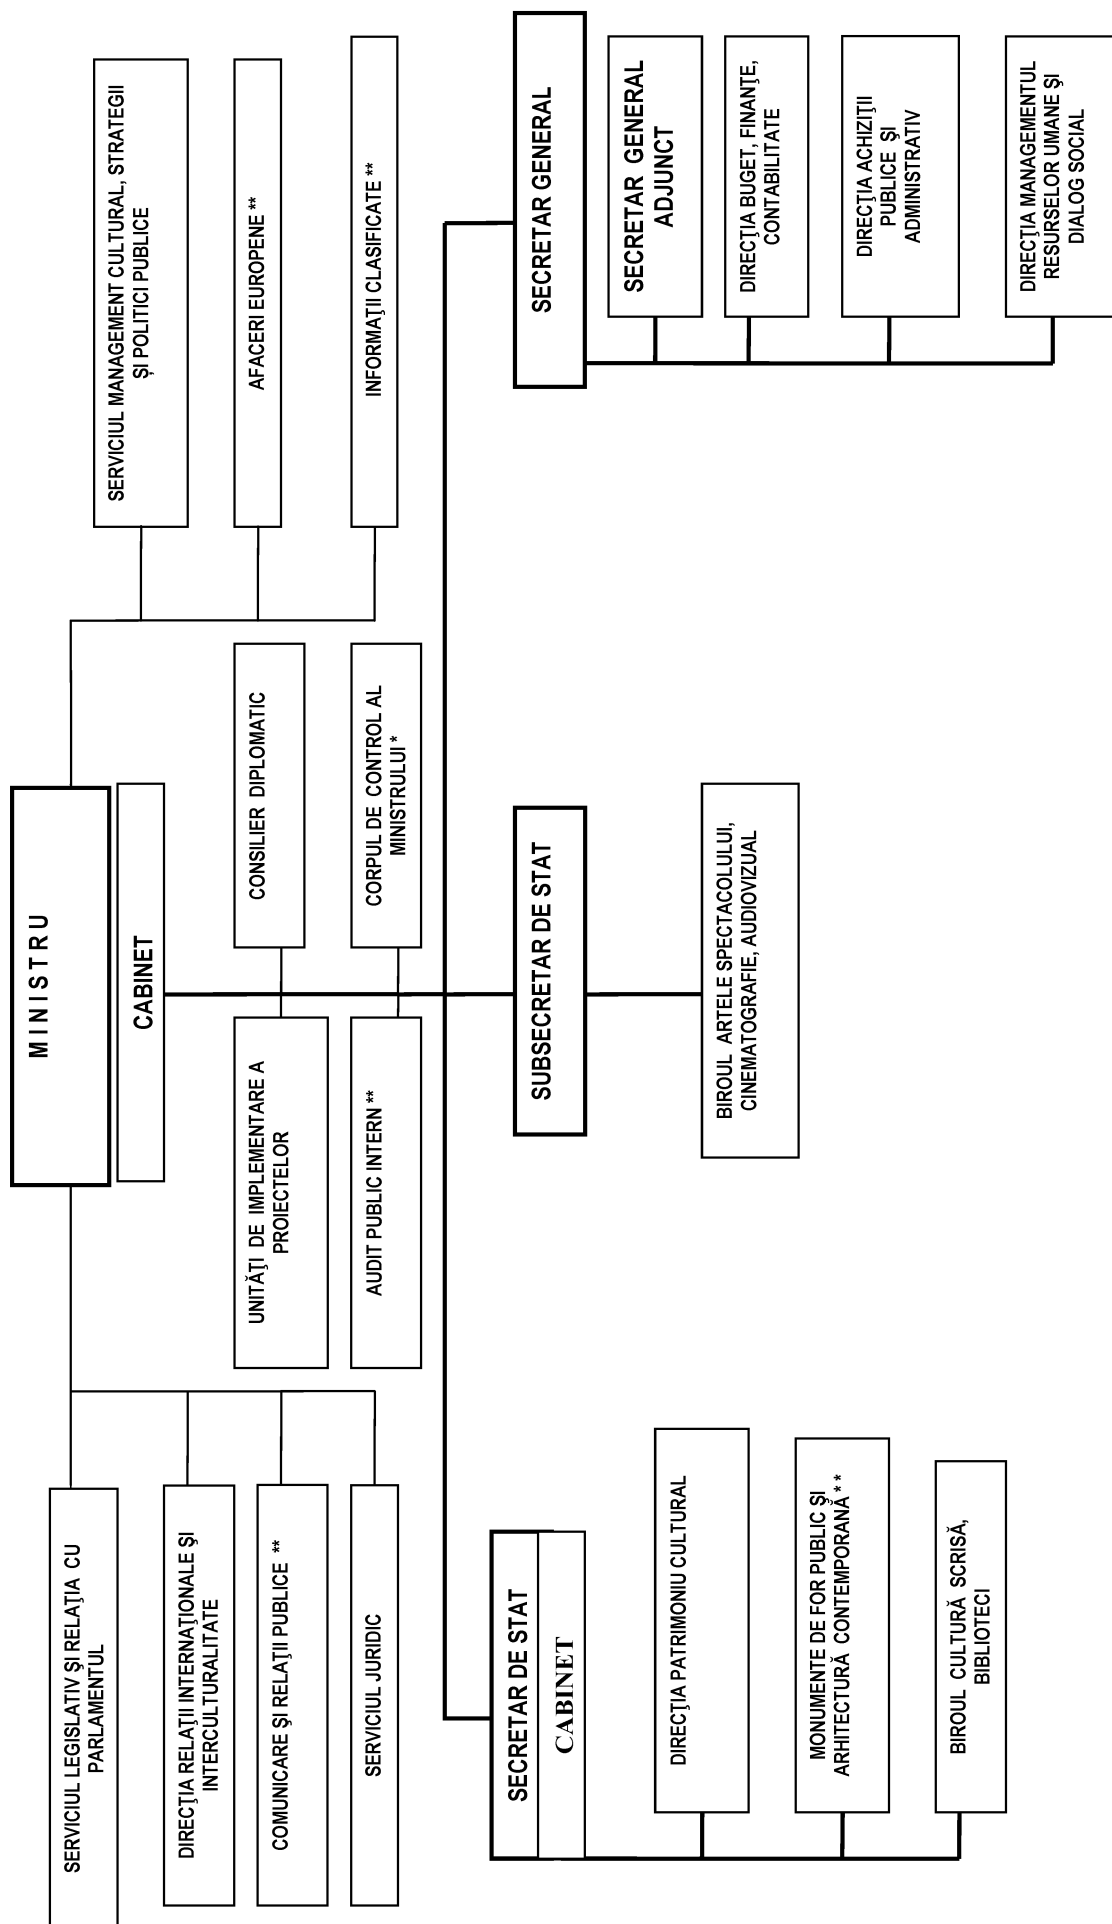 M I N I S T R U
CABINET
SERVICIUL LEGISLATIV ŞI RELAŢIA CU
PARLAMENTUL
DIRECŢIA RELAŢII INTERNAŢIONALE ŞI
INTERCULTURALITATE
COMUNICARE ŞI RELAŢII PUBLICE **
SERVICIUL JURIDIC
UNITĂŢI DE IMPLEMENTARE A
PROIECTELOR
AUDIT PUBLIC INTERN **
CONSILIER DIPLOMATIC
CORPUL DE CONTROL AL
MINISTRULUI *
SERVICIUL MANAGEMENT CULTURAL, STRATEGII
ȘI POLITICI PUBLICE
AFACERI EUROPENE **
INFORMAŢII CLASIFICATE **
SECRETAR DE STAT
CABINET
DIRECŢIA PATRIMONIU CULTURAL
MONUMENTE DE FOR PUBLIC ŞI
ARHITECTURĂ CONTEMPORANĂ * *
BIROUL CULTURĂ SCRISĂ,
BIBLIOTECI
SUBSECRETAR DE STAT
BIROUL ARTELE SPECTACOLULUI,
CINEMATOGRAFIE, AUDIOVIZUAL
SECRETAR GENERAL
SECRETAR GENERAL
ADJUNCT
DIRECŢIA BUGET, FINANŢE,
CONTABILITATE
DIRECŢIA ACHIZIŢII
PUBLICE ŞI
ADMINISTRATIV
DIRECŢIA MANAGEMENTUL
RESURSELOR UMANE ŞI
DIALOG SOCIAL